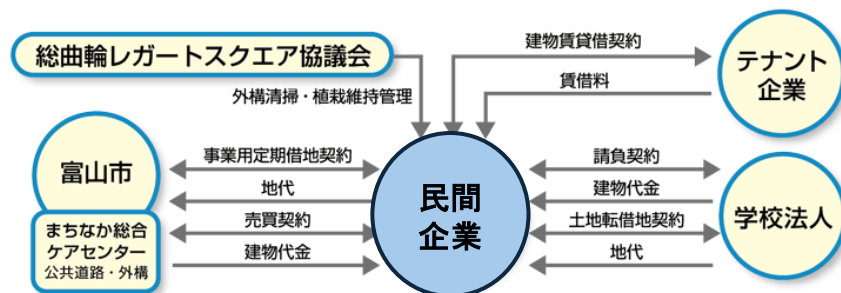 総曲輪レガートスクエア協議会
外構清掃・植栽維持管理
建物賃貸借契約
賃借料
テナント
企業
富山市
まちなか総合
ケアセンター
公共道路・外構
事業用定期借地契約
地代
売買契約
建物代金
民間
企業
請負契約
建物代金
土地転借地契約
地代
学校法人